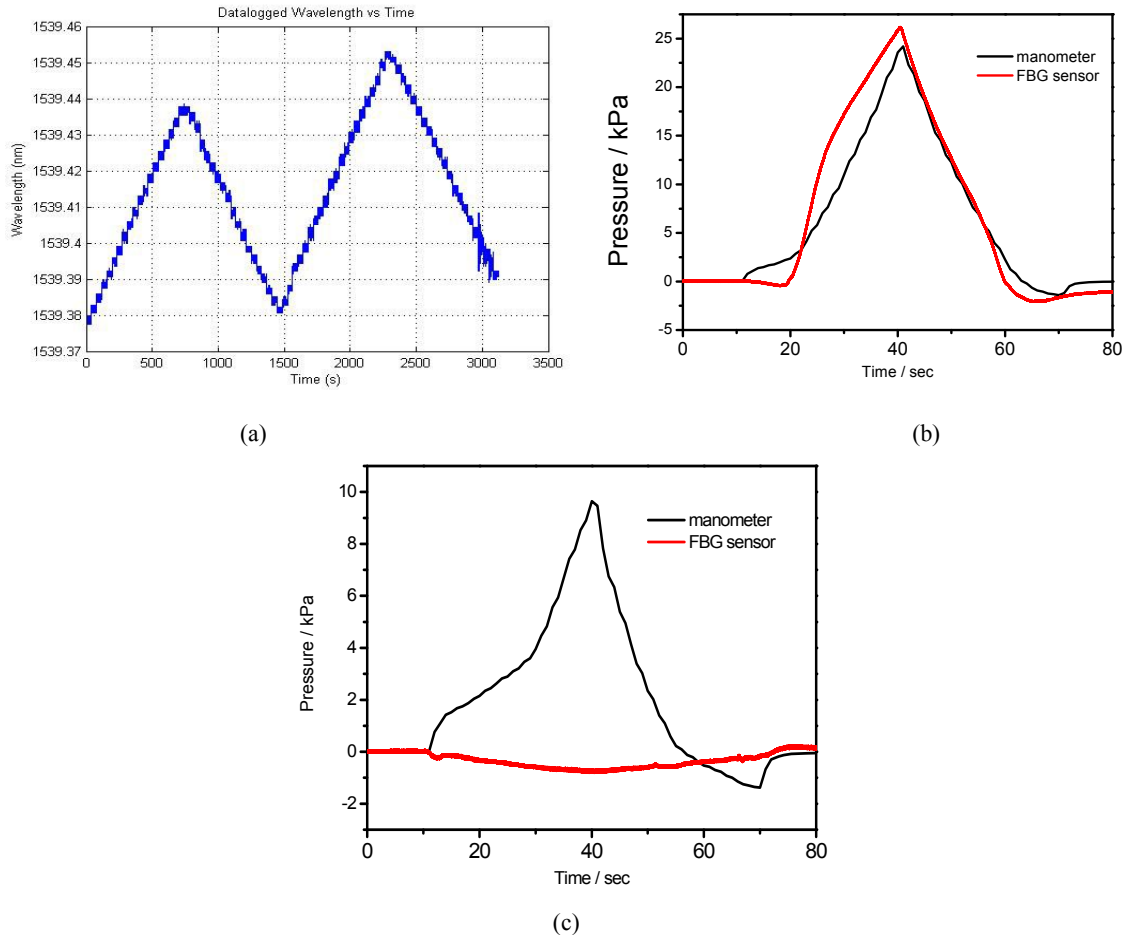 Datalogged Wavelength vs Time
Wavelength (nm)
1539.46
1539.45
1539.44
1539.43
1539.42
1539.41
1539.4
1539.39
1539.38
1539.37
0 500 1000 1500 2000 2500 3000 3500
Time (s)
(a)
Pressure / kPa
25
20
15
10
5
0
-5
manometer
FBG sensor
0 20 40 60 80
Time / sec
(b)
Pressure / kPa
10
8
6
4
2
0
-2
manometer
FBG sensor
0 20 40 60 80
Time / sec
(c)